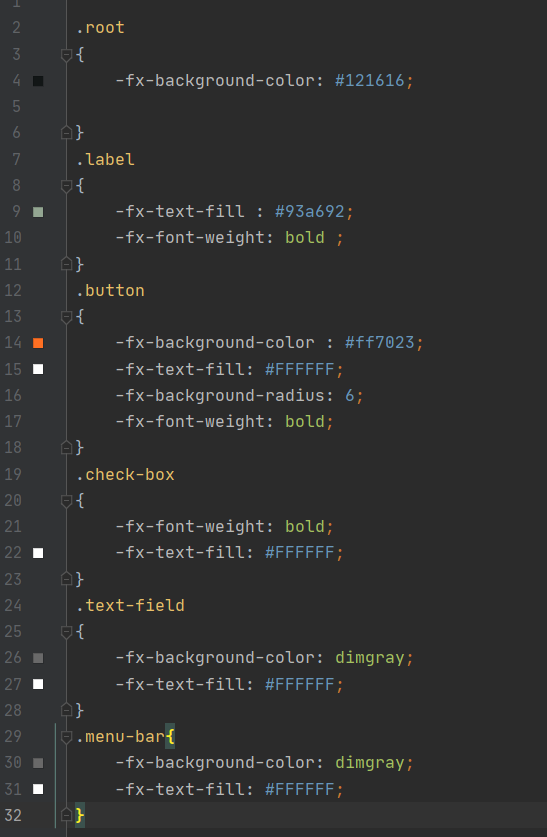 1
2 .root
3 {
4 -fx-background-color: #121616;
5
6 }
7 .label
8 {
9 -fx-text-fill : #93a692;
10 -fx-font-weight: bold ;
11 }
12 .button
13 {
14 -fx-background-color : #ff7023;
15 -fx-text-fill: #FFFFFF;
16 -fx-background-radius: 6;
17 -fx-font-weight: bold;
18 }
19 .check-box
20 {
21 -fx-font-weight: bold;
22 -fx-text-fill: #FFFFFF;
23 }
24 .text-field
25 {
26 -fx-background-color: dimgray;
27 -fx-text-fill: #FFFFFF;
28 }
29 .menu-bar{
30 -fx-background-color: dimgray;
31 -fx-text-fill: #FFFFFF;
32 }